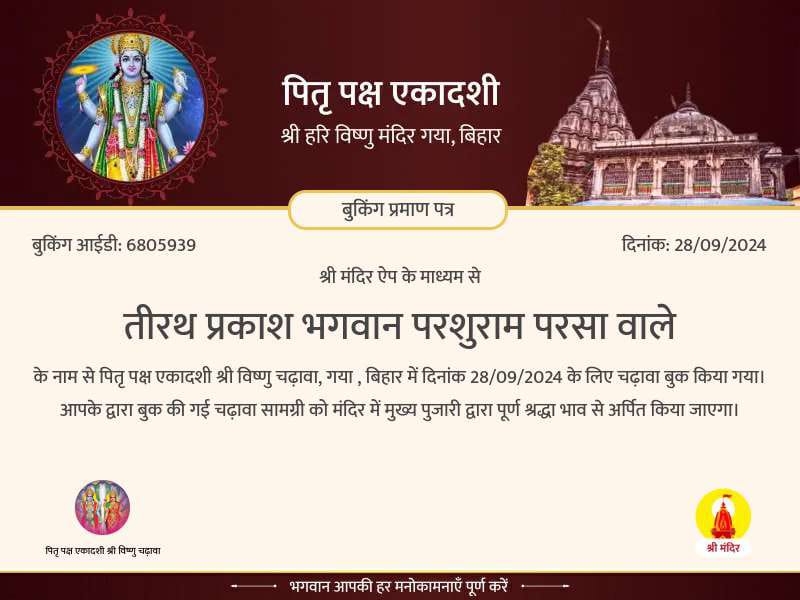 पितृ पक्ष एकादशी
श्री हरि विष्णु मंदिर गया, बिहार
बुकिंग प्रमाण पत्र
बुकिंग आईडी: 6805939
दिनांक: 28/09/2024
श्री मंदिर ऐप के माध्यम से
तीरथ प्रकाश भगवान परशुराम परसा वाले
के नाम से पितृ पक्ष एकादशी श्री विष्णु चढ़ावा, गया , बिहार में दिनांक 28/09/2024 के लिए चढ़ावा बुक किया गया।
आपके द्वारा बुक की गई चढ़ावा सामग्री को मंदिर में मुख्य पुजारी द्वारा पूर्ण श्रद्धा भाव से अर्पित किया जाएगा।
पितृ पक्ष एकादशी श्री विष्णु चढ़ावा
श्री मंदिर
भगवान आपकी हर मनोकामनाएँ पूर्ण करें